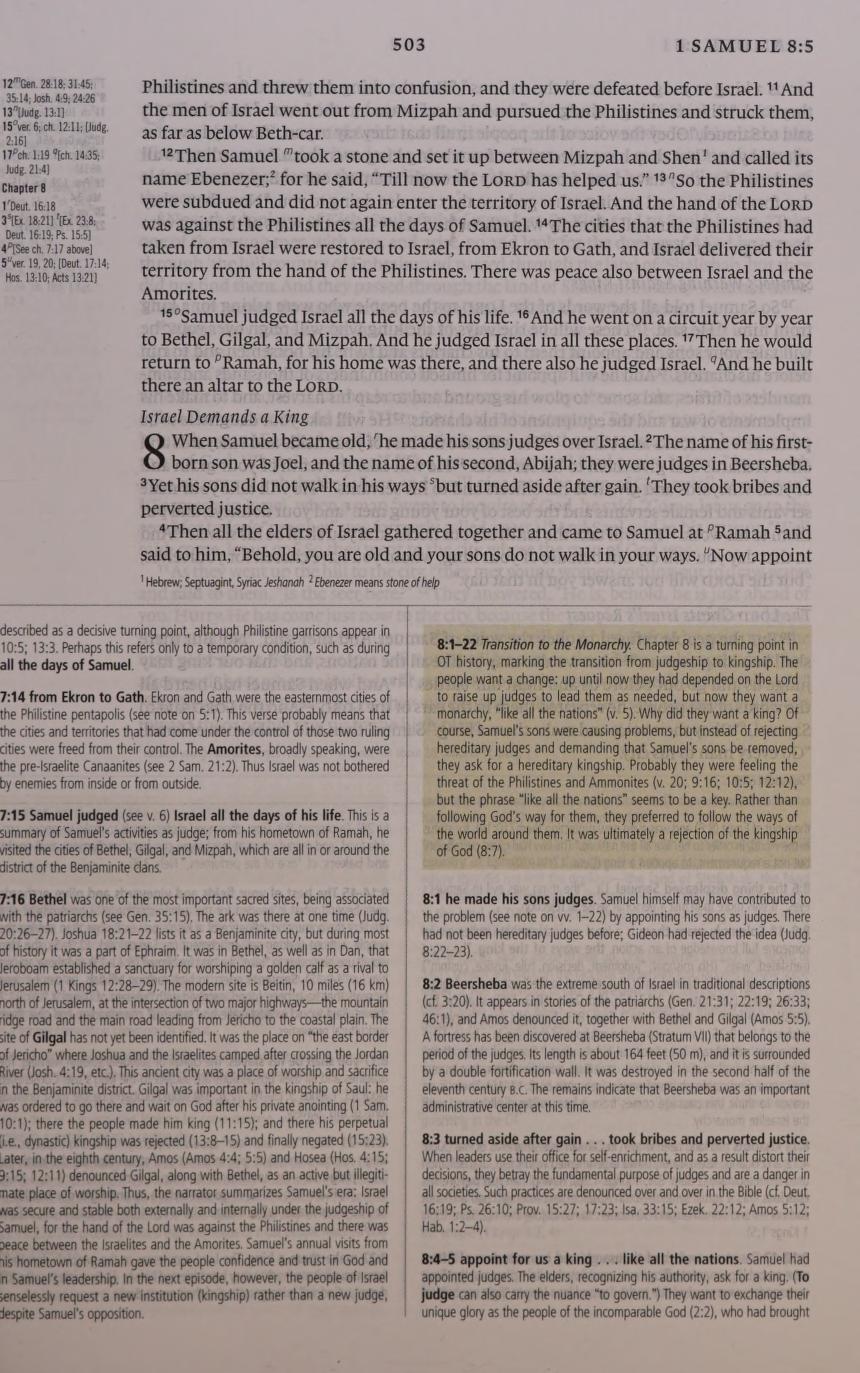 503
1 SAMUEL 8:5
12mGen. 28:18; 31:45;
35:14; Josh. 4:9; 24:26
13n[Judg. 13:1]
15over. 6; ch. 12:11; [Judg.
2:16]
17pch. 1:19 q[ch. 14:35;
Judg. 21:4]
Chapter 8
1rDeut. 16:18
3s[Ex. 18:21] t[Ex. 23:8;
Deut. 16:19; Ps. 15:5]
4p[See ch. 7:17 above]
5uver. 19, 20; [Deut. 17:14;
Hos. 13:10; Acts 13:21]
Philistines and threw them into confusion, and they were defeated before Israel. 11And
the men of Israel went out from Mizpah and pursued the Philistines and struck them,
as far as below Beth-car.
12Then Samuel mtook a stone and set it up between Mizpah and Shen1 and called its
name Ebenezer;2 for he said, “Till now the LORD has helped us.” 13nSo the Philistines
were subdued and did not again enter the territory of Israel. And the hand of the LORD
was against the Philistines all the days of Samuel. 14The cities that the Philistines had
taken from Israel were restored to Israel, from Ekron to Gath, and Israel delivered their
territory from the hand of the Philistines. There was peace also between Israel and the
Amorites.
15oSamuel judged Israel all the days of his life. 16And he went on a circuit year by year
to Bethel, Gilgal, and Mizpah. And he judged Israel in all these places. 17Then he would
return to pRamah, for his home was there, and there also he judged Israel. qAnd he built
there an altar to the LORD.
Israel Demands a King
8 When Samuel became old, rhe made his sons judges over Israel. 2The name of his first-
born son was Joel, and the name of his second, Abijah; they were judges in Beersheba.
3Yet his sons did not walk in his ways sbut turned aside after gain. tThey took bribes and
perverted justice.
4Then all the elders of Israel gathered together and came to Samuel at pRamah 5and
said to him, “Behold, you are old and your sons do not walk in your ways. uNow appoint
1 Hebrew; Septuagint, Syriac Jeshanah 2 Ebenezer means stone of help
described as a decisive turning point, although Philistine garrisons appear in
10:5; 13:3. Perhaps this refers only to a temporary condition, such as during
all the days of Samuel.
7:14 from Ekron to Gath. Ekron and Gath were the easternmost cities of
the Philistine pentapolis (see note on 5:1). This verse probably means that
the cities and territories that had come under the control of those two ruling
cities were freed from their control. The Amorites, broadly speaking, were
the pre-Israelite Canaanites (see 2 Sam. 21:2). Thus Israel was not bothered
by enemies from inside or from outside.
7:15 Samuel judged (see v. 6) Israel all the days of his life. This is a
summary of Samuel's activities as judge; from his hometown of Ramah, he
visited the cities of Bethel, Gilgal, and Mizpah, which are all in or around the
district of the Benjaminite clans.
7:16 Bethel was one of the most important sacred sites, being associated
with the patriarchs (see Gen. 35:15). The ark was there at one time (Judg.
20:26–27). Joshua 18:21–22 lists it as a Benjaminite city, but during most
of history it was a part of Ephraim. It was in Bethel, as well as in Dan, that
Jeroboam established a sanctuary for worshiping a golden calf as a rival to
Jerusalem (1 Kings 12:28–29). The modern site is Beitin, 10 miles (16 km)
north of Jerusalem, at the intersection of two major highways—the mountain
ridge road and the main road leading from Jericho to the coastal plain. The
site of Gilgal has not yet been identified. It was the place on “the east border
of Jericho” where Joshua and the Israelites camped after crossing the Jordan
River (Josh. 4:19, etc.). This ancient city was a place of worship and sacrifice
in the Benjaminite district. Gilgal was important in the kingship of Saul: he
was ordered to go there and wait on God after his private anointing (1 Sam.
10:1); there the people made him king (11:15); and there his perpetual
(i.e., dynastic) kingship was rejected (13:8–15) and finally negated (15:23).
Later, in the eighth century, Amos (Amos 4:4; 5:5) and Hosea (Hos. 4:15;
9:15; 12:11) denounced Gilgal, along with Bethel, as an active but illegiti-
mate place of worship. Thus, the narrator summarizes Samuel's era: Israel
was secure and stable both externally and internally under the judgeship of
Samuel, for the hand of the Lord was against the Philistines and there was
peace between the Israelites and the Amorites. Samuel's annual visits from
his hometown of Ramah gave the people confidence and trust in God and
in Samuel's leadership. In the next episode, however, the people of Israel
senselessly request a new institution (kingship) rather than a new judge,
despite Samuel's opposition.
8:1–22 Transition to the Monarchy. Chapter 8 is a turning point in
OT history, marking the transition from judgeship to kingship. The
people want a change: up until now they had depended on the Lord
to raise up judges to lead them as needed, but now they want a
monarchy, “like all the nations” (v. 5). Why did they want a king? Of
course, Samuel's sons were causing problems, but instead of rejecting
hereditary judges and demanding that Samuel's sons be removed,
they ask for a hereditary kingship. Probably they were feeling the
threat of the Philistines and Ammonites (v. 20; 9:16; 10:5; 12:12),
but the phrase “like all the nations” seems to be a key. Rather than
following God's way for them, they preferred to follow the ways of
the world around them. It was ultimately a rejection of the kingship
of God (8:7).
8:1 he made his sons judges. Samuel himself may have contributed to
the problem (see note on vv. 1–22) by appointing his sons as judges. There
had not been hereditary judges before; Gideon had rejected the idea (Judg.
8:22–23).
8:2 Beersheba was the extreme south of Israel in traditional descriptions
(cf. 3:20). It appears in stories of the patriarchs (Gen. 21:31; 22:19; 26:33;
46:1), and Amos denounced it, together with Bethel and Gilgal (Amos 5:5).
A fortress has been discovered at Beersheba (Stratum VII) that belongs to the
period of the judges. Its length is about 164 feet (50 m), and it is surrounded
by a double fortification wall. It was destroyed in the second half of the
eleventh century B.C. The remains indicate that Beersheba was an important
administrative center at this time.
8:3 turned aside after gain . . . took bribes and perverted justice.
When leaders use their office for self-enrichment, and as a result distort their
decisions, they betray the fundamental purpose of judges and are a danger in
all societies. Such practices are denounced over and over in the Bible (cf. Deut.
16:19; Ps. 26:10; Prov. 15:27; 17:23; Isa. 33:15; Ezek. 22:12; Amos 5:12;
Hab. 1:2–4).
8:4–5 appoint for us a king . . . like all the nations. Samuel had
appointed judges. The elders, recognizing his authority, ask for a king. (To
judge can also carry the nuance “to govern.”) They want to exchange their
unique glory as the people of the incomparable God (2:2), who had brought